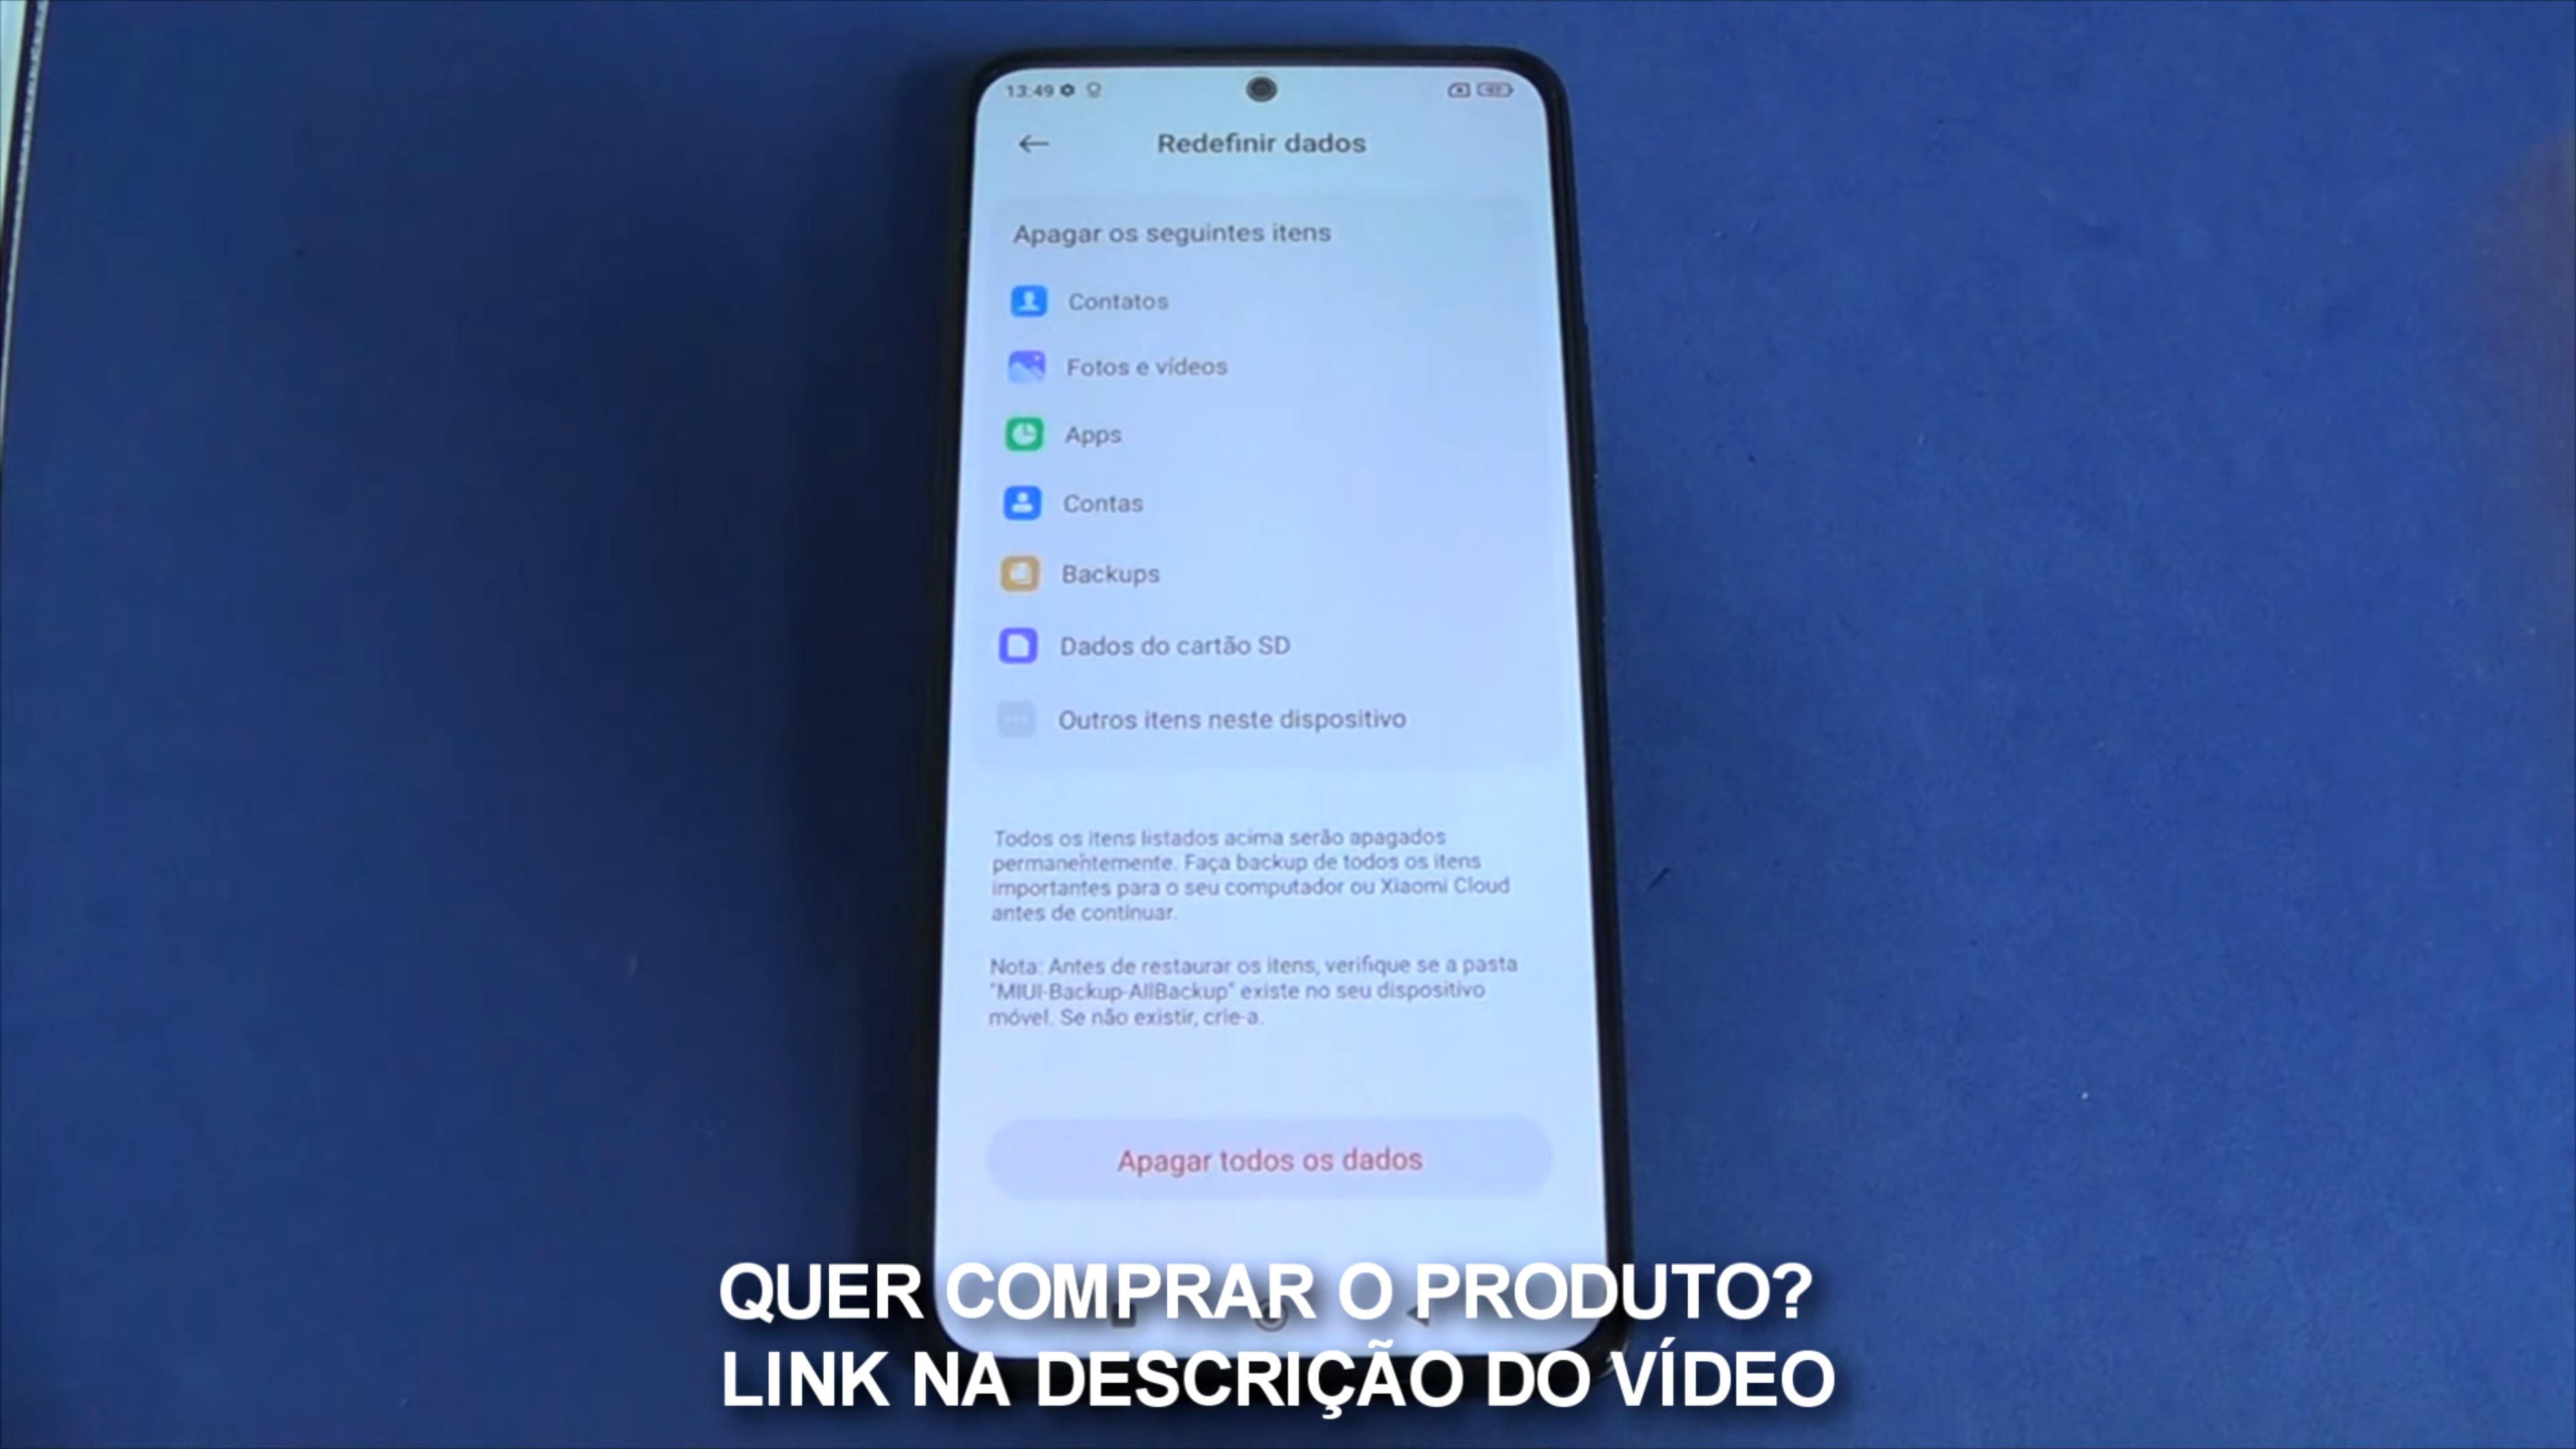 13:49
Redefinir dados
Apagar os seguintes itens
Contatos
Fotos e vídeos
Apps
Contas
Backups
Dados do cartão SD
Outros itens neste dispositivo
Todos os itens listados acima serão apagados
permanentemente. Faça backup de todos os itens
importantes para o seu computador ou Xiaomi Cloud
antes de continuar.
Nota: Antes de restaurar os itens, verifique se a pasta
"MIUI-Backup-AllBackup" existe no seu dispositivo
móvel. Se não existir, crie-a.
Apagar todos os dados
QUER COMPRAR O PRODUTO?
LINK NA DESCRIÇÃO DO VÍDEO